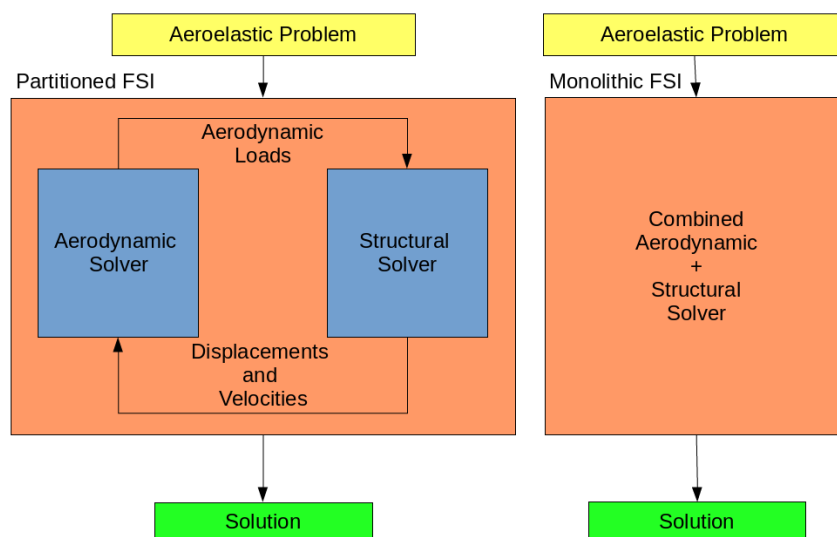 Aeroelastic Problem
Partitioned FSI
Aerodynamic
Loads
Aerodynamic
Solver
Structural
Solver
Displacements
and
Velocities
Solution
Aeroelastic Problem
Monolithic FSI
Combined
Aerodynamic
+
Structural
Solver
Solution